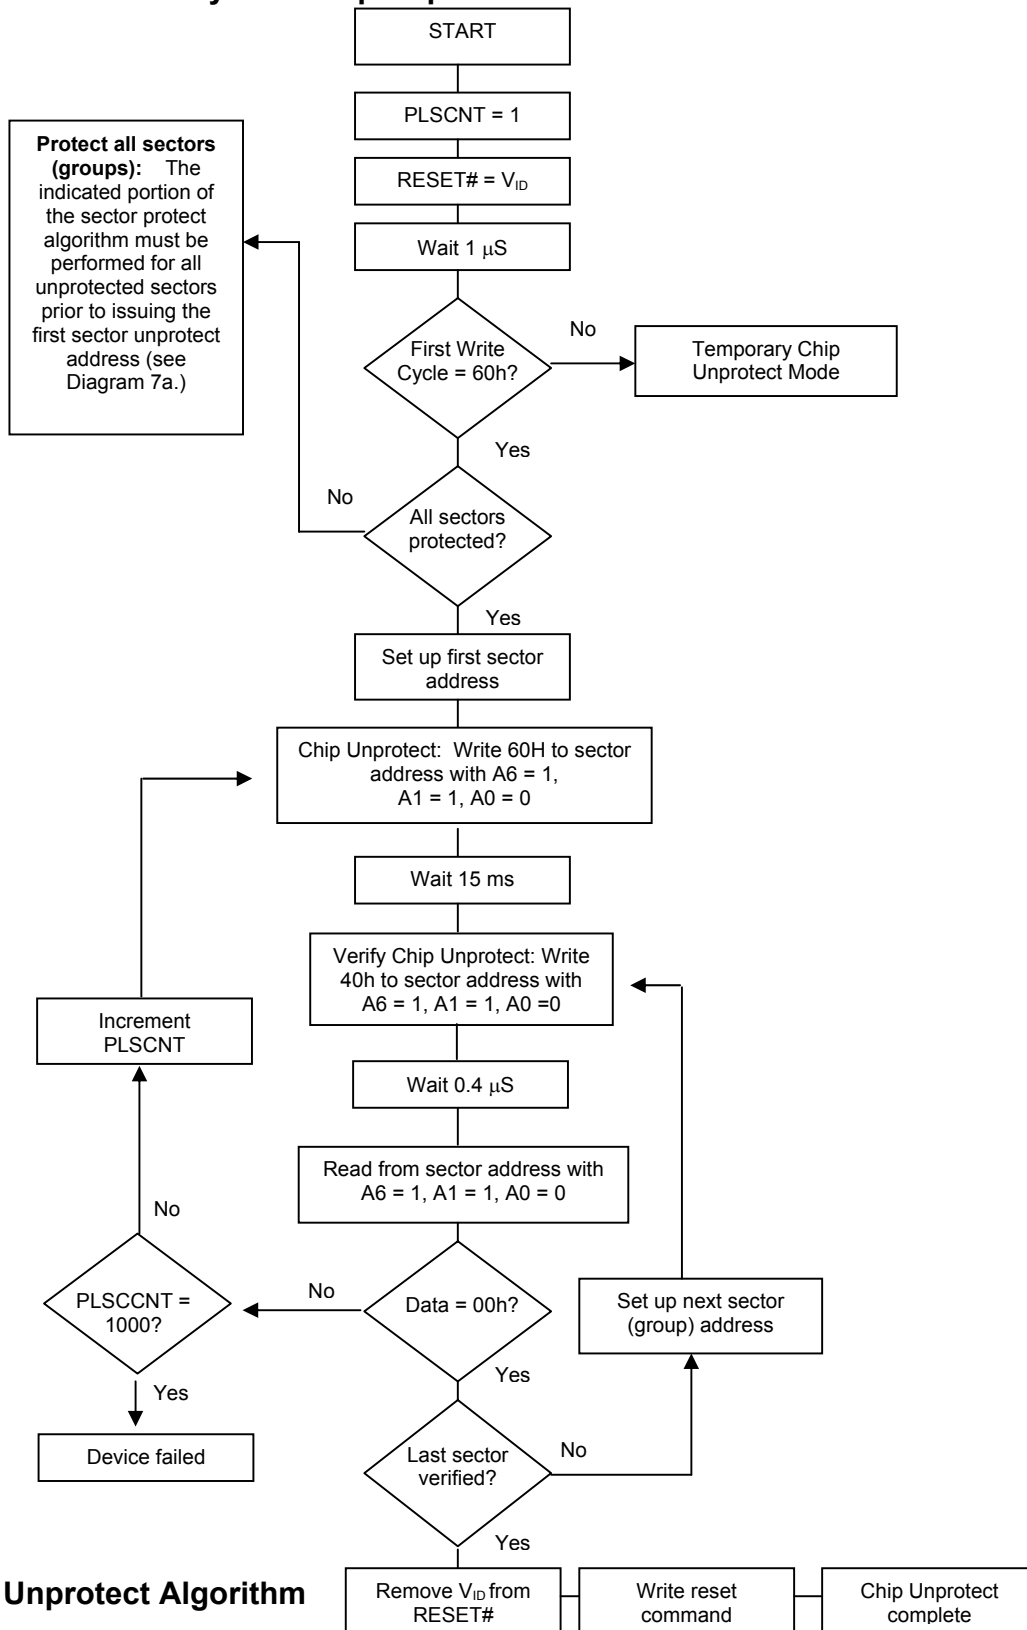 START
PLSCNT = 1
Protect all sectors
(groups): The
indicated portion of
the sector protect
algorithm must be
performed for all
unprotected sectors
prior to issuing the
first sector unprotect
address (see
Diagram 7a.)
RESET# = VID
Wait 1 μS
First Write
Cycle = 60h?
No
Temporary Chip
Unprotect Mode
Yes
No
All sectors
protected?
Yes
Set up first sector
address
Chip Unprotect: Write 60H to sector
address with A6 = 1,
A1 = 1, A0 = 0
Wait 15 ms
Verify Chip Unprotect: Write
40h to sector address with
A6 = 1, A1 = 1, A0 =0
Increment
PLSCNT
Wait 0.4 μS
Read from sector address with
A6 = 1, A1 = 1, A0 = 0
No
PLSCCNT =
1000?
No
Data = 00h?
Set up next sector
(group) address
Yes
Yes
Device failed
Last sector
verified?
No
Yes
Unprotect Algorithm
Remove VID from
RESET#
Write reset
command
Chip Unprotect
complete